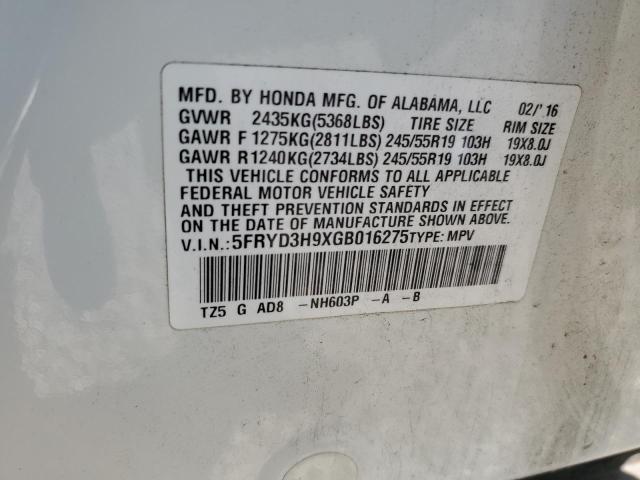 MFD. BY HONDA MFG. OF ALABAMA, LLC 02/'16
GVWR 2435KG(5368LBS) TIRE SIZE RIM SIZE
GAWR F 1275KG(2811LBS) 245/55R19 103H 19X8.0J
GAWR R 1240KG(2734LBS) 245/55R19 103H 19X8.0J
THIS VEHICLE CONFORMS TO ALL APPLICABLE
FEDERAL MOTOR VEHICLE SAFETY
AND THEFT PREVENTION STANDARDS IN EFFECT
ON THE DATE OF MANUFACTURE SHOWN ABOVE.
V.I.N.:5FRYD3H9XGB016275TYPE: MPV
TZ5 G AD8 -NH603P -A -B